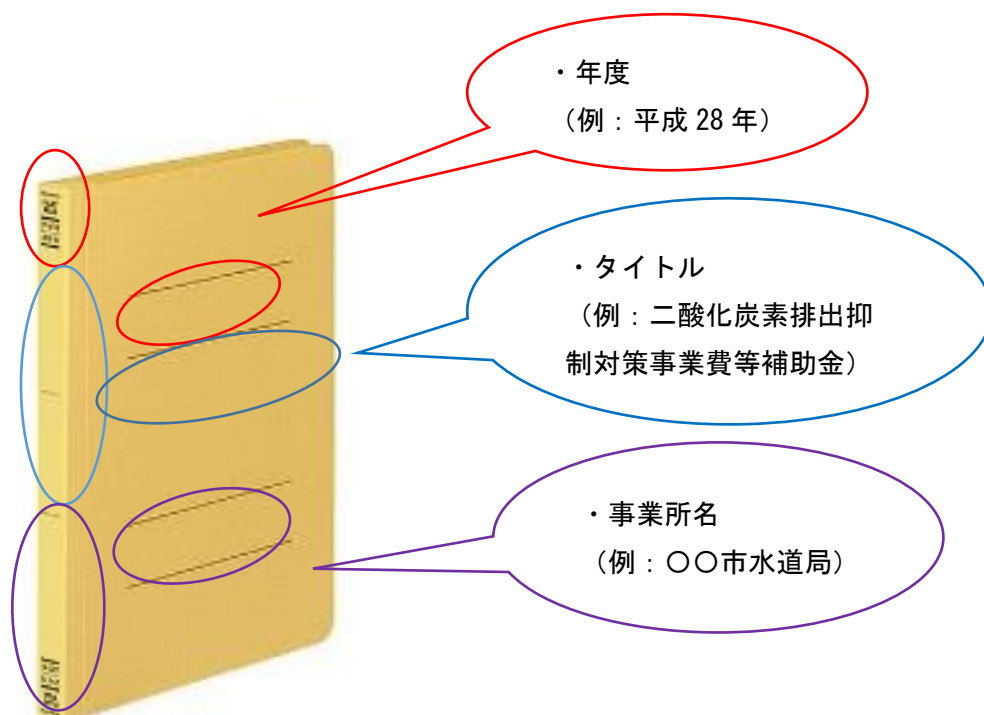 ・年度
（例：平成 28 年）
・タイトル
（例：二酸化炭素排出抑
制対策事業費等補助金）
・事業所名
（例：〇〇市水道局）